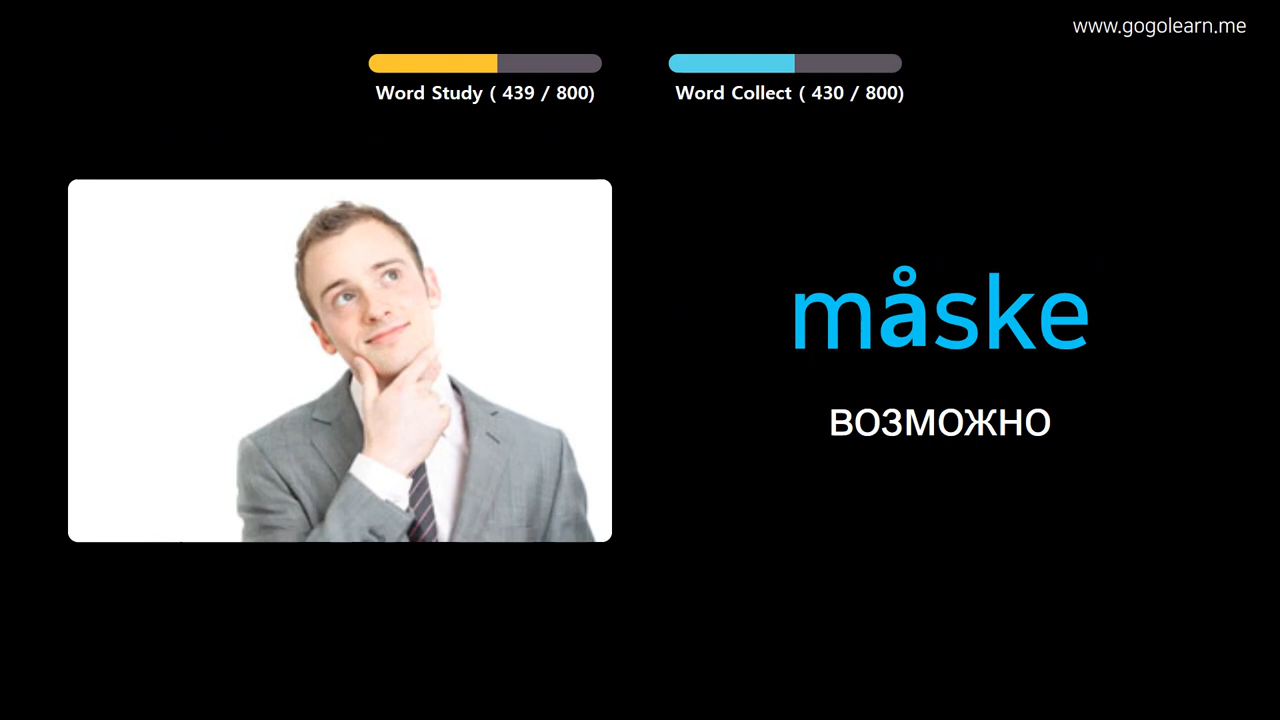 www.gogolearn.me
Word Study ( 439 / 800)
Word Collect ( 430 / 800)
måske
возможно